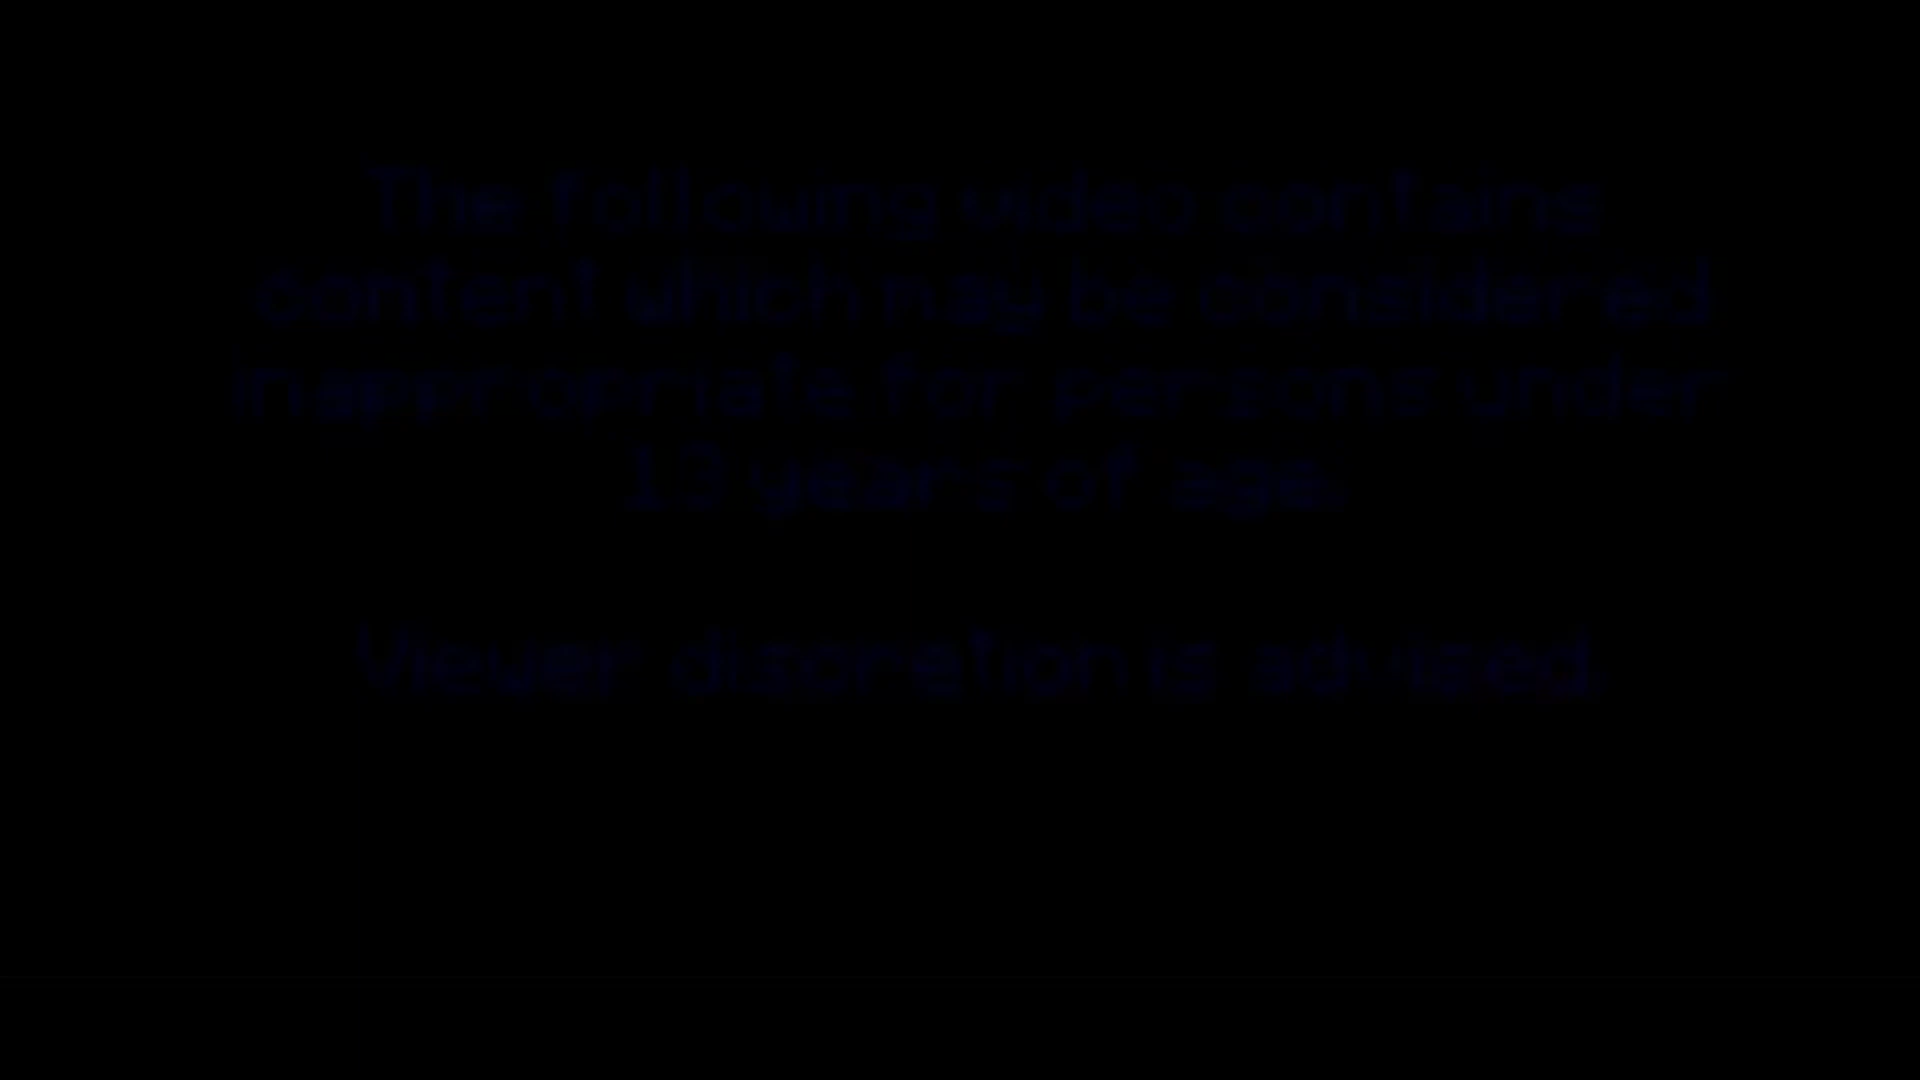 The following video contains
content which may be considered
inappropriate for persons under
13 years of age.
Viewer discretion is advised.